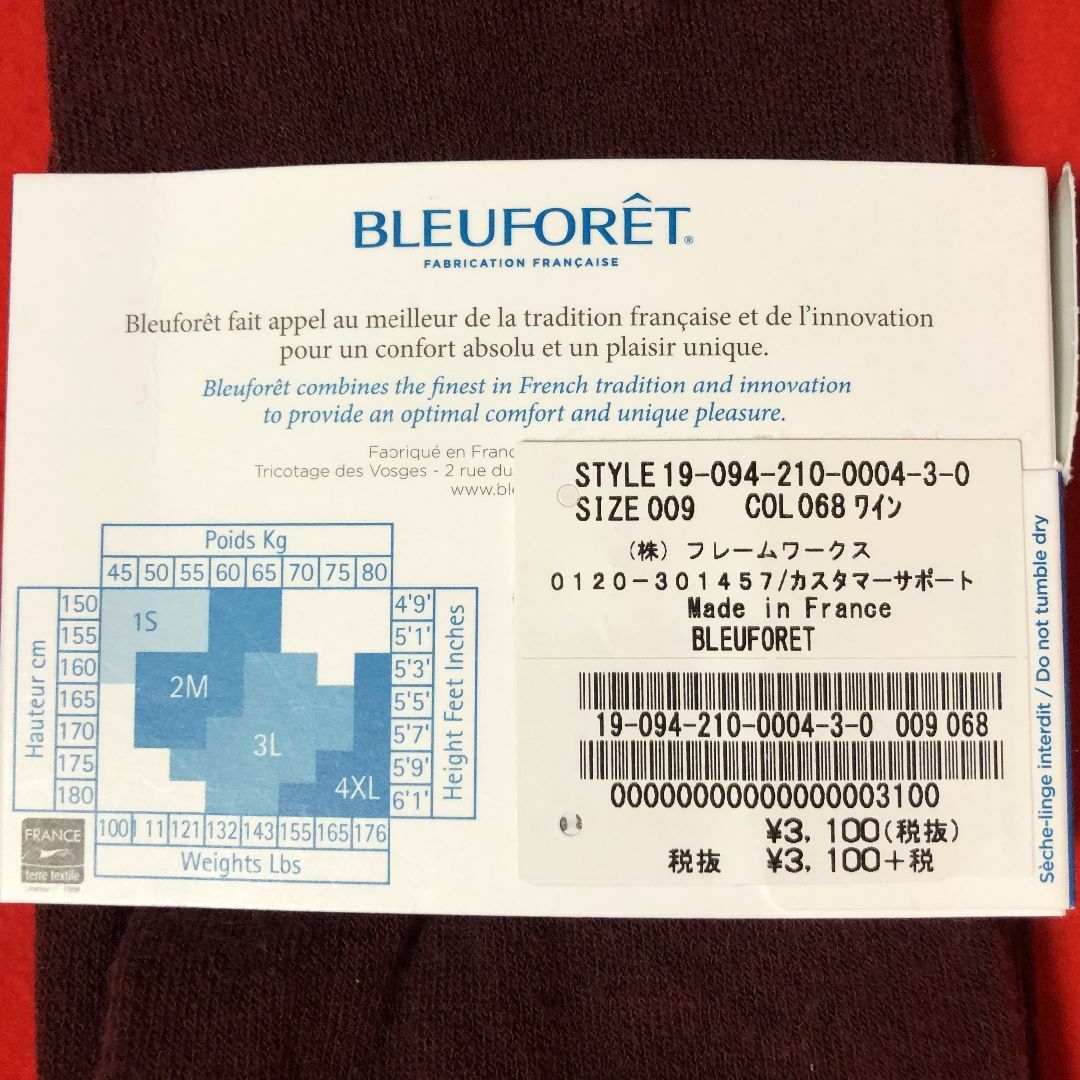 BLEUFORÊT®
FABRICATION FRANÇAISE
Bleuforêt fait appel au meilleur de la tradition française et de l'innovation
pour un confort absolu et un plaisir unique.
Bleuforêt combines the finest in French tradition and innovation
to provide an optimal comfort and unique pleasure.
Fabriqué en Franc
Tricotage des Vosges - 2 rue du
www.ble
STYLE 19-094-210-0004-3-0
SIZE 009 COL068 ワイン
(株) フレームワークス
0120-301457/カスタマーサポート
Made in France
BLEUFORET
19-094-210-0004-3-0 009 068
00000000000000003100
¥3,100(税抜)
税抜 ¥3,100+税
Sèche-linge interdit / Do not tumble dry
Poids Kg
45 50 55 60 65 70 75 80
Hauteur cm
150 1S 4'9'
155 5'1'
160 5'3'
165 2M 5'5'
170 3L 5'7'
175 5'9'
180 4XL 6'1'
Height Feet Inches
100 111 121 132 143 155 165 176
Weights Lbs
FRANCE
terre textile